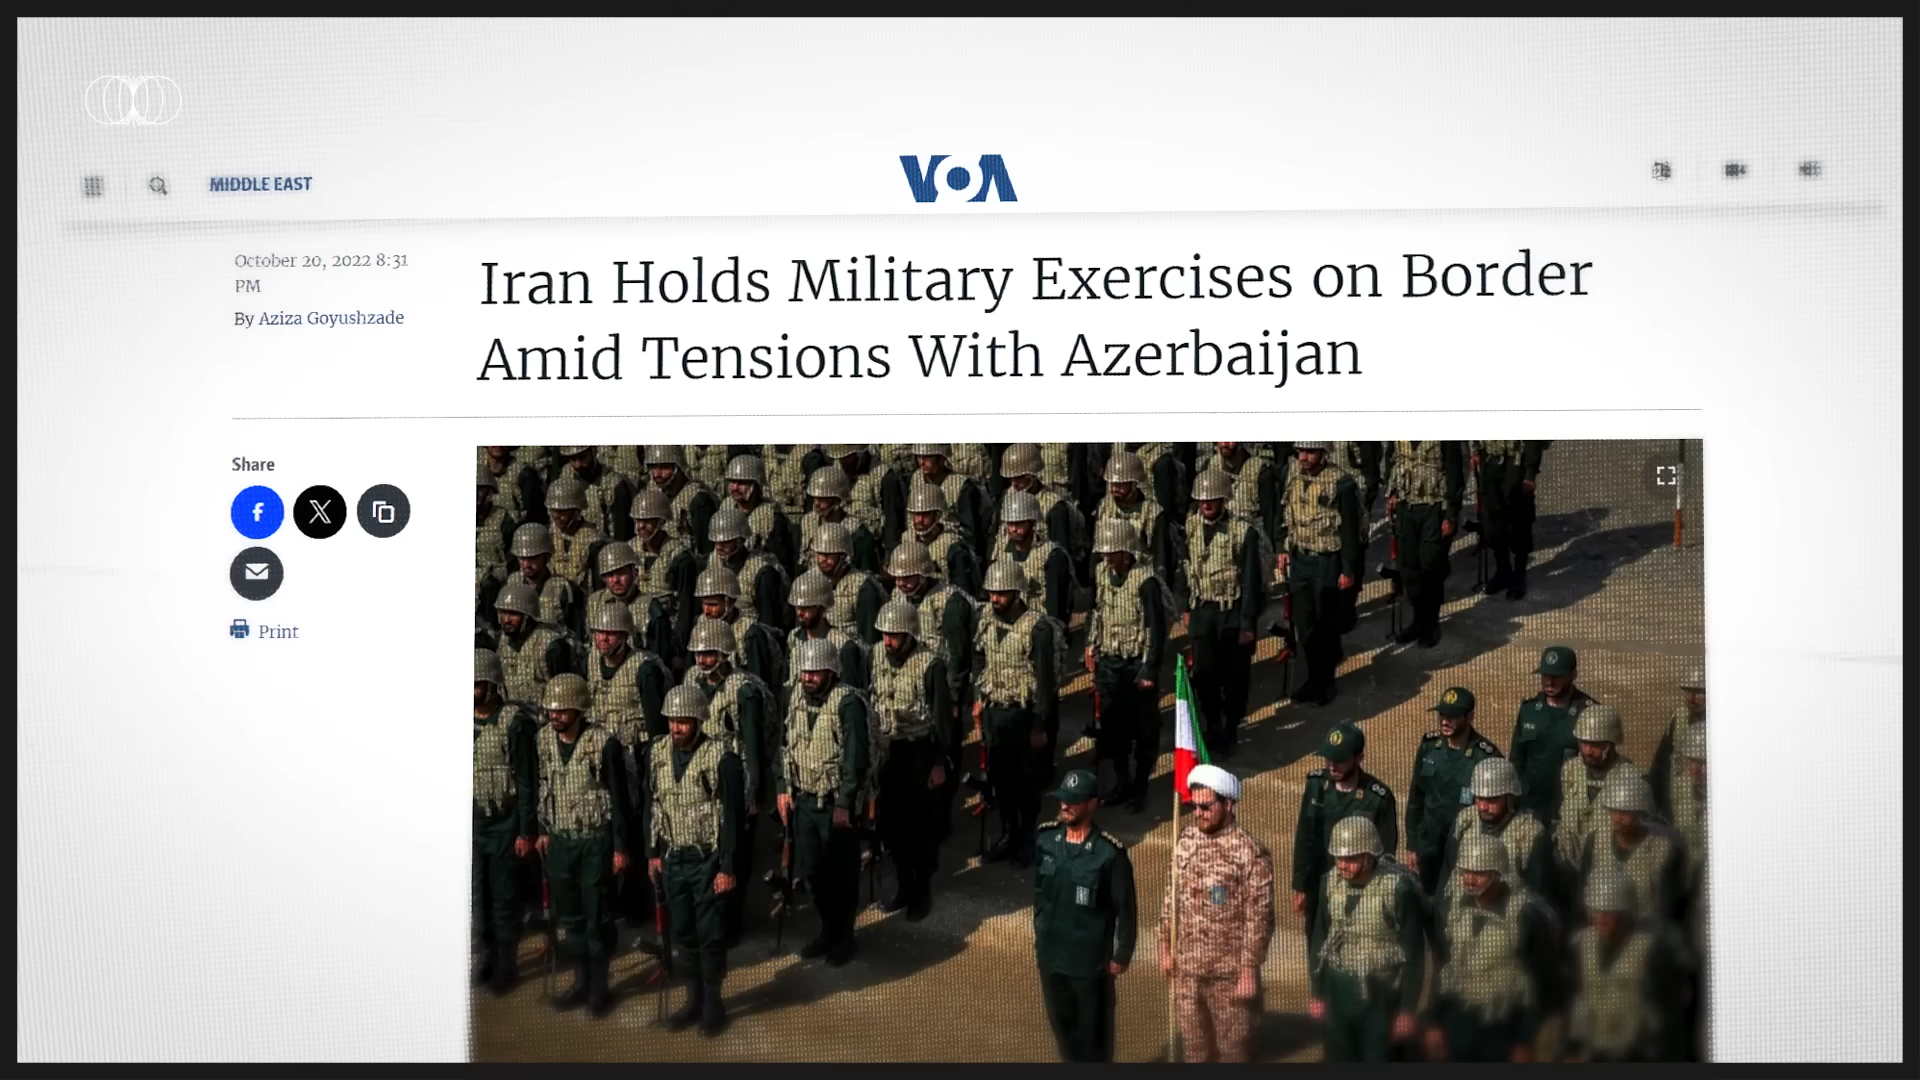 VOA
MIDDLE EAST
October 20, 2022 8:31
PM
By Aziza Goyushzade
Iran Holds Military Exercises on Border
Amid Tensions With Azerbaijan
Share
Print